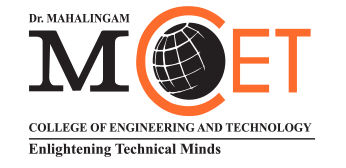 Dr. MAHALINGAM
MCET
COLLEGE OF ENGINEERING AND TECHNOLOGY
Enlightening Technical Minds